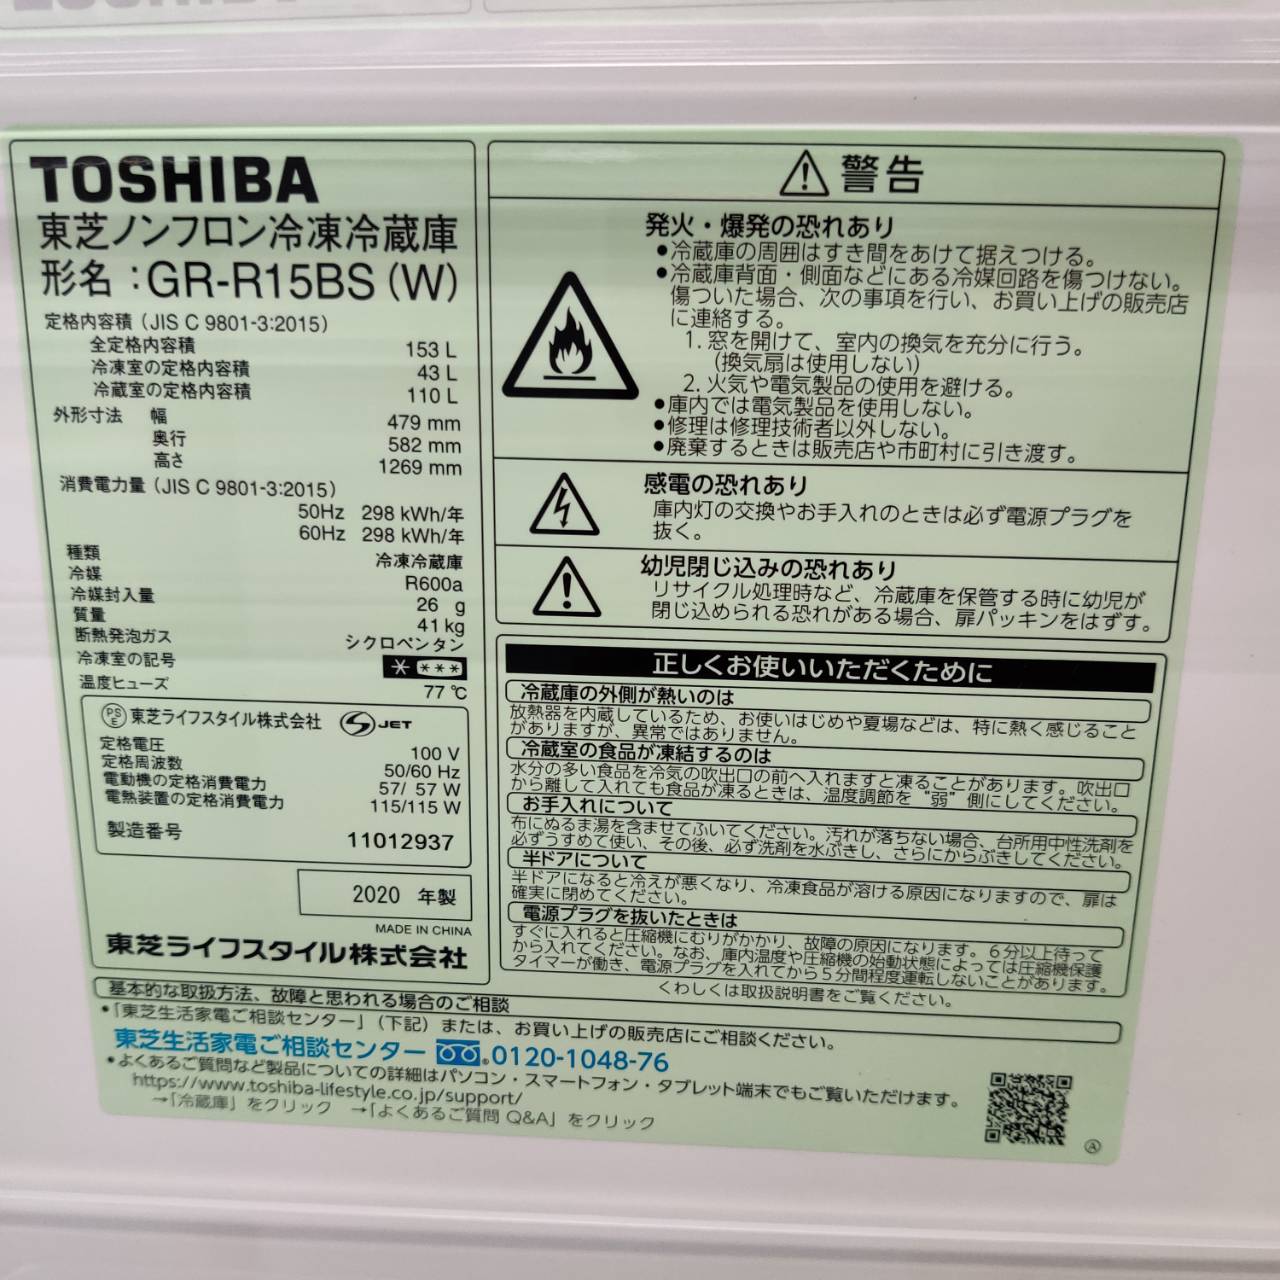 TOSHIBA
東芝ノンフロン冷凍冷蔵庫
形名：GR-R15BS (W)
定格内容積 (JIS C 9801-3:2015)
全定格内容積 153 L
冷凍室の定格内容積 43 L
冷蔵室の定格内容積 110 L
外形寸法 幅 479 mm
奥行 582 mm
高さ 1269 mm
消費電力量 (JIS C 9801-3:2015)
50Hz 298 kWh/年
60Hz 298 kWh/年
種類 冷凍冷蔵庫
冷媒 R600a
冷媒封入量 26 g
質量 41 kg
断熱発泡ガス シクロペンタン
冷凍室の記号 * ***
温度ヒューズ 77 ℃
PS E 東芝ライフスタイル株式会社 JET
定格電圧 100 V
定格周波数 50/60 Hz
電動機の定格消費電力 57/ 57 W
電熱装置の定格消費電力 115/115 W
製造番号 11012937
2020 年製
MADE IN CHINA
東芝ライフスタイル株式会社
警告
発火・爆発の恐れあり
●冷蔵庫の周囲はすき間をあけて据えつける。
●冷蔵庫背面・側面などにある冷媒回路を傷つけない。
傷ついた場合、次の事項を行い、お買い上げの販売店
に連絡する。
1. 窓を開けて、室内の換気を充分に行う。
(換気扇は使用しない)
2. 火気や電気製品の使用を避ける。
●庫内では電気製品を使用しない。
●修理は修理技術者以外しない。
●廃棄するときは販売店や市町村に引き渡す。
感電の恐れあり
庫内灯の交換やお手入れのときは必ず電源プラグを
抜く。
幼児閉じ込みの恐れあり
リサイクル処理時など、冷蔵庫を保管する時に幼児が
閉じ込められる恐れがある場合、扉パッキンをはずす。
正しくお使いいただくために
冷蔵庫の外側が熱いのは
放熱器を内蔵しているため、お使いはじめや夏場などは、特に熱く感じること
がありますが、異常ではありません。
冷蔵室の食品が凍結するのは
水分の多い食品を冷気の吹出口の前へ入れますと凍ることがあります。吹出口
から離して入れても食品が凍るときは、温度調節を“弱”側にしてください。
お手入れについて
布にぬるま湯を含ませてふいてください。汚れが落ちない場合、台所用中性洗剤を
必ずうすめて使い、その後、必ず洗剤を水ぶきし、さらにからぶきしてください。
半ドアについて
半ドアになると冷えが悪くなり、冷凍食品が溶ける原因になりますので、扉は
確実に閉めてください。
電源プラグを抜いたときは
すぐに入れると圧縮機にむりがかかり、故障の原因になります。6分以上待って
から入れてください。なお、庫内温度や圧縮機の始動状態によっては圧縮機保護
タイマーが働き、電源プラグを入れてから5分間程度運転しないことがあります。
くわしくは取扱説明書をご覧ください。
基本的な取扱方法、故障と思われる場合のご相談
●「東芝生活家電ご相談センター」(下記) または、お買い上げの販売店にご相談ください。
東芝生活家電ご相談センター 0120-1048-76
●よくあるご質問など製品についての詳細はパソコン・スマートフォン・タブレット端末でもご覧いただけます。
https://www.toshiba-lifestyle.co.jp/support/
→「冷蔵庫」をクリック →「よくあるご質問 Q&A」をクリック
A